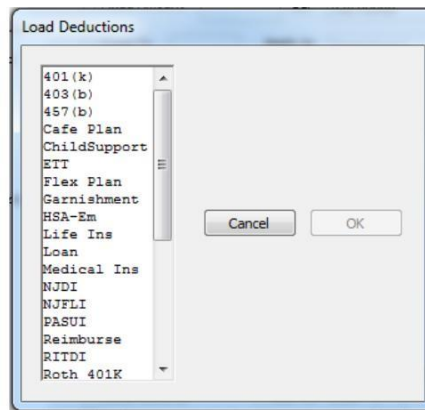 Load Deductions
401(k)
403(b)
457(b)
Cafe Plan
ChildSupport
ETT
Flex Plan
Garnishment
HSA-Em
Life Ins
Loan
Medical Ins
NJDI
NJFLI
PASUI
Reimburse
RITDI
Roth 401K
Cancel
OK